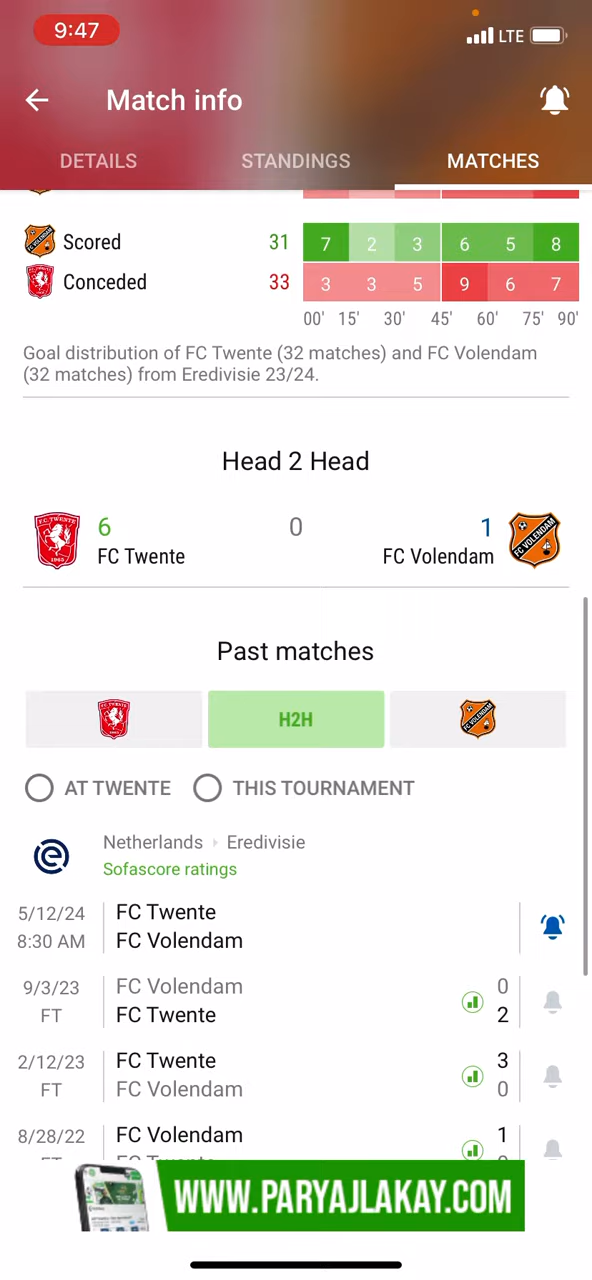 9:47
LTE
Match info
DETAILS STANDINGS MATCHES
Scored 31 7 2 3 6 5 8
Conceded 33 3 3 5 9 6 7
00' 15' 30' 45' 60' 75' 90'
Goal distribution of FC Twente (32 matches) and FC Volendam
(32 matches) from Eredivisie 23/24.
Head 2 Head
6 0 1
FC Twente FC Volendam
Past matches
H2H
AT TWENTE THIS TOURNAMENT
Netherlands Eredivisie
Sofascore ratings
5/12/24 FC Twente
8:30 AM FC Volendam
9/3/23 FC Volendam 0
FT FC Twente 2
2/12/23 FC Twente 3
FT FC Volendam 0
8/28/22 FC Volendam 1
WWW.PARYAJLAKAY.COM